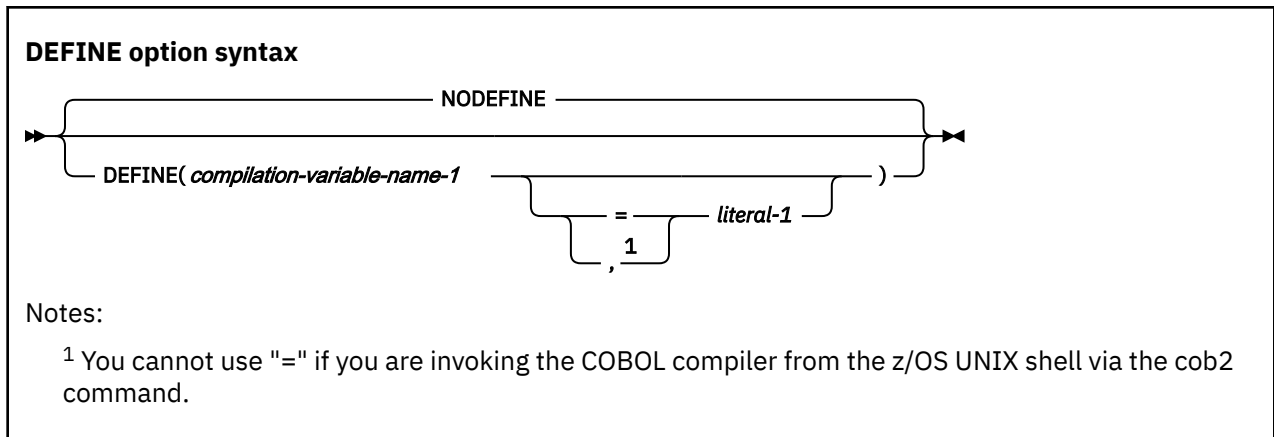 DEFINE option syntax
NODEFINE
DEFINE( compilation-variable-name-1 )
= literal-1
1
,
Notes:
1 You cannot use "=" if you are invoking the COBOL compiler from the z/OS UNIX shell via the cob2
command.